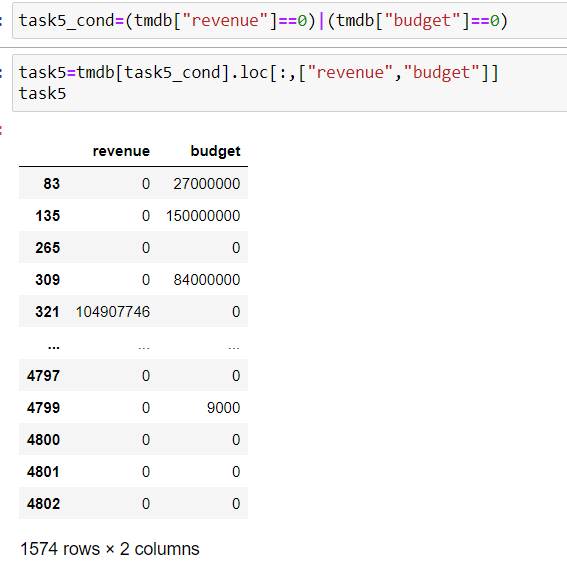 task5_cond=(tmdb["revenue"]==0)|(tmdb["budget"]==0)
task5=tmdb[task5_cond].loc[:,["revenue","budget"]]
task5
revenue budget
83 0 27000000
135 0 150000000
265 0 0
309 0 84000000
321 104907746 0
... ... ...
4797 0 0
4799 0 9000
4800 0 0
4801 0 0
4802 0 0
1574 rows × 2 columns